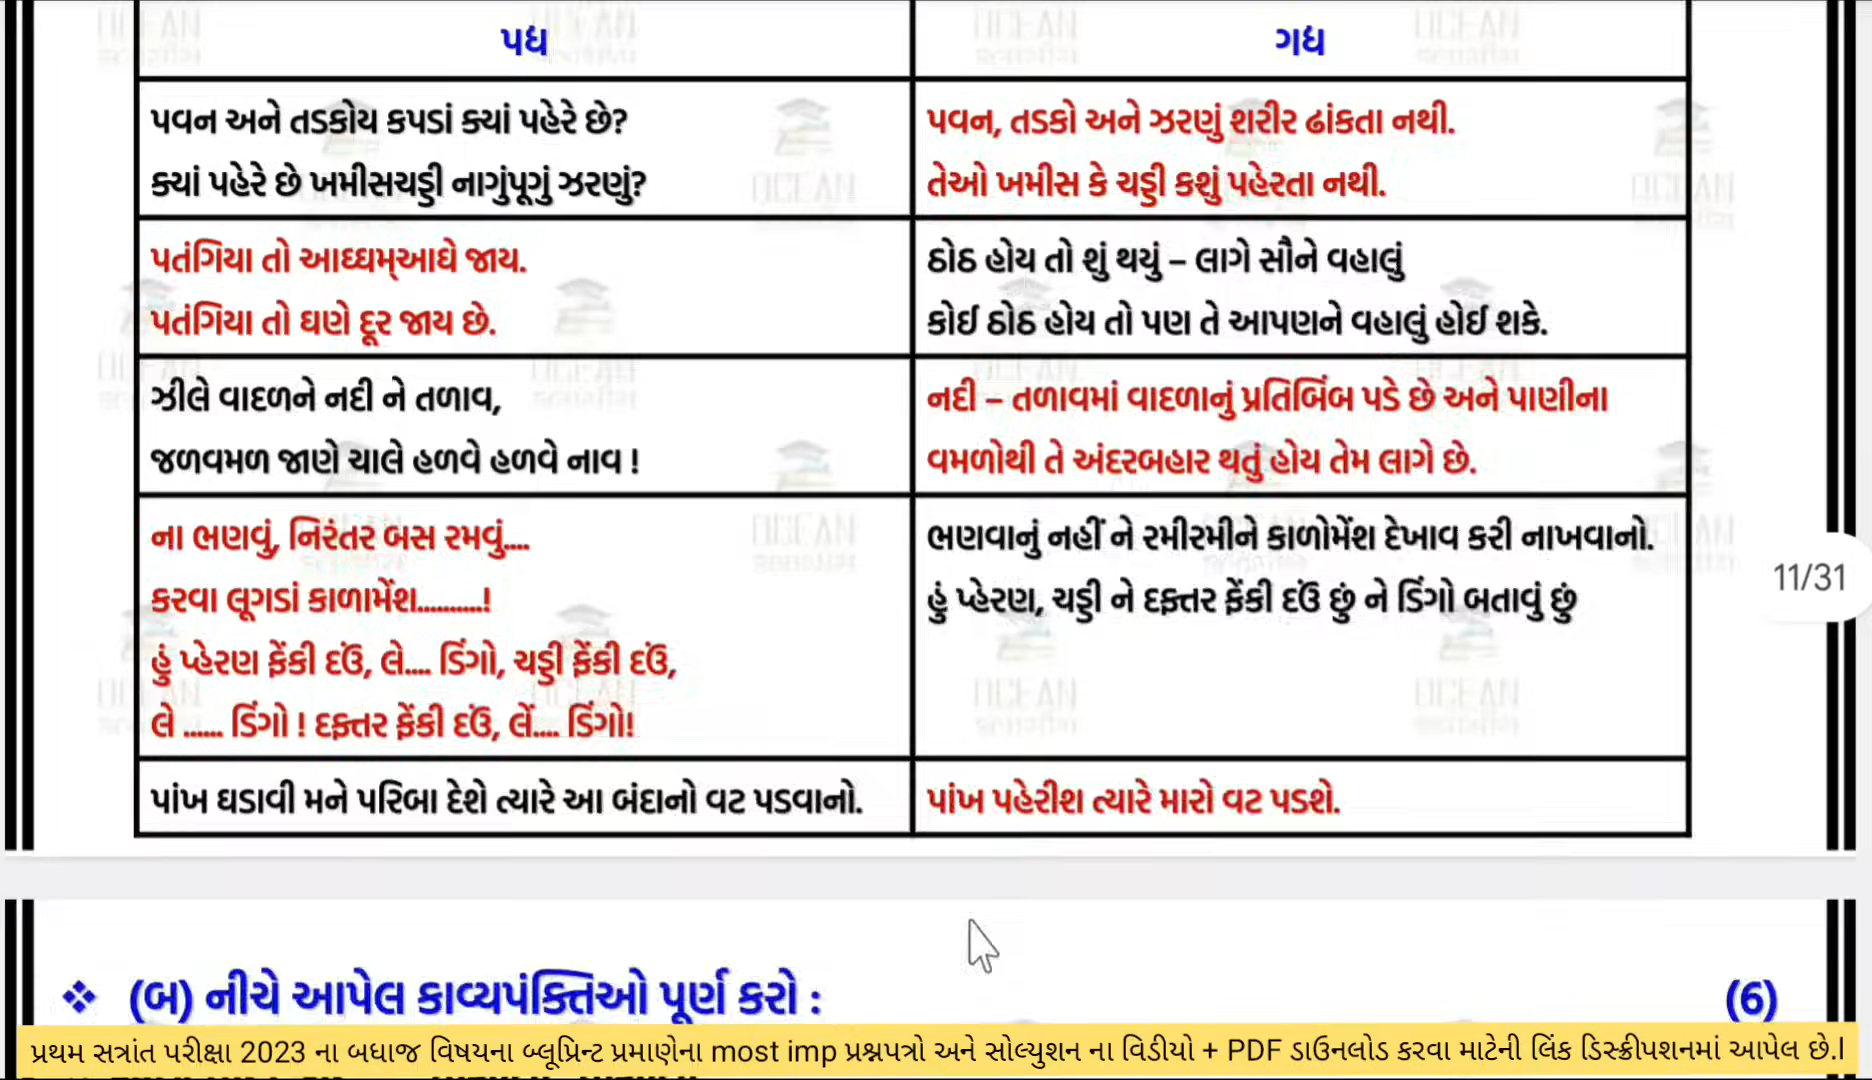 પદ્ય
ગદ્ય
પવન અને તડકોય કપડાં ક્યાં પહેરે છે?
ક્યાં પહેરે છે ખમીસચડ્ડી નાગુંપૂગું ઝરણું?
પવન, તડકો અને ઝરણું શરીર ઢાંકતા નથી.
તેઓ ખમીસ કે ચડ્ડી કશું પહેરતા નથી.
પતંગિયા તો આઘ્ઘમ્આઘે જાય.
પતંગિયા તો ઘણે દૂર જાય છે.
ઠોઠ હોય તો શું થયું – લાગે સૌને વહાલું
કોઈ ઠોઠ હોય તો પણ તે આપણને વહાલું હોઈ શકે.
ઝીલે વાદળને નદી ને તળાવ,
જળવમળ જાણે ચાલે હળવે હળવે નાવ !
નદી – તળાવમાં વાદળાનું પ્રતિબિંબ પડે છે અને પાણીના
વમળોથી તે અંદરબહાર થતું હોય તેમ લાગે છે.
ના ભણવું, નિરંતર બસ રમવું....
કરવા લૂગડાં કાળામેંશ..........!
હું પ્હેરણ ફેંકી દઉં, લે.... ડિંગો, ચડ્ડી ફેંકી દઉં,
લે ...... ડિંગો ! દફ્તર ફેંકી દઉં, લેં.... ડિંગો!
ભણવાનું નહીં ને રમીરમીને કાળોમેંશ દેખાવ કરી નાખવાનો.
હું પ્હેરણ, ચડ્ડી ને દફ્તર ફેંકી દઉં છું ને ડિંગો બતાવું છું
પાંખ ઘડાવી મને પરિબા દેશે ત્યારે આ બંદાનો વટ પડવાનો.
પાંખ પહેરીશ ત્યારે મારો વટ પડશે.
11/31
❖ (બ) નીચે આપેલ કાવ્યપંક્તિઓ પૂર્ણ કરો : (6)
પ્રથમ સત્રાંત પરીક્ષા 2023 ના બધાજ વિષયના બ્લૂપ્રિન્ટ પ્રમાણેના most imp પ્રશ્નપત્રો અને સોલ્યુશન ના વિડીયો + PDF ડાઉનલોડ કરવા માટેની લિંક ડિસ્ક્રીપશનમાં આપેલ છે.l